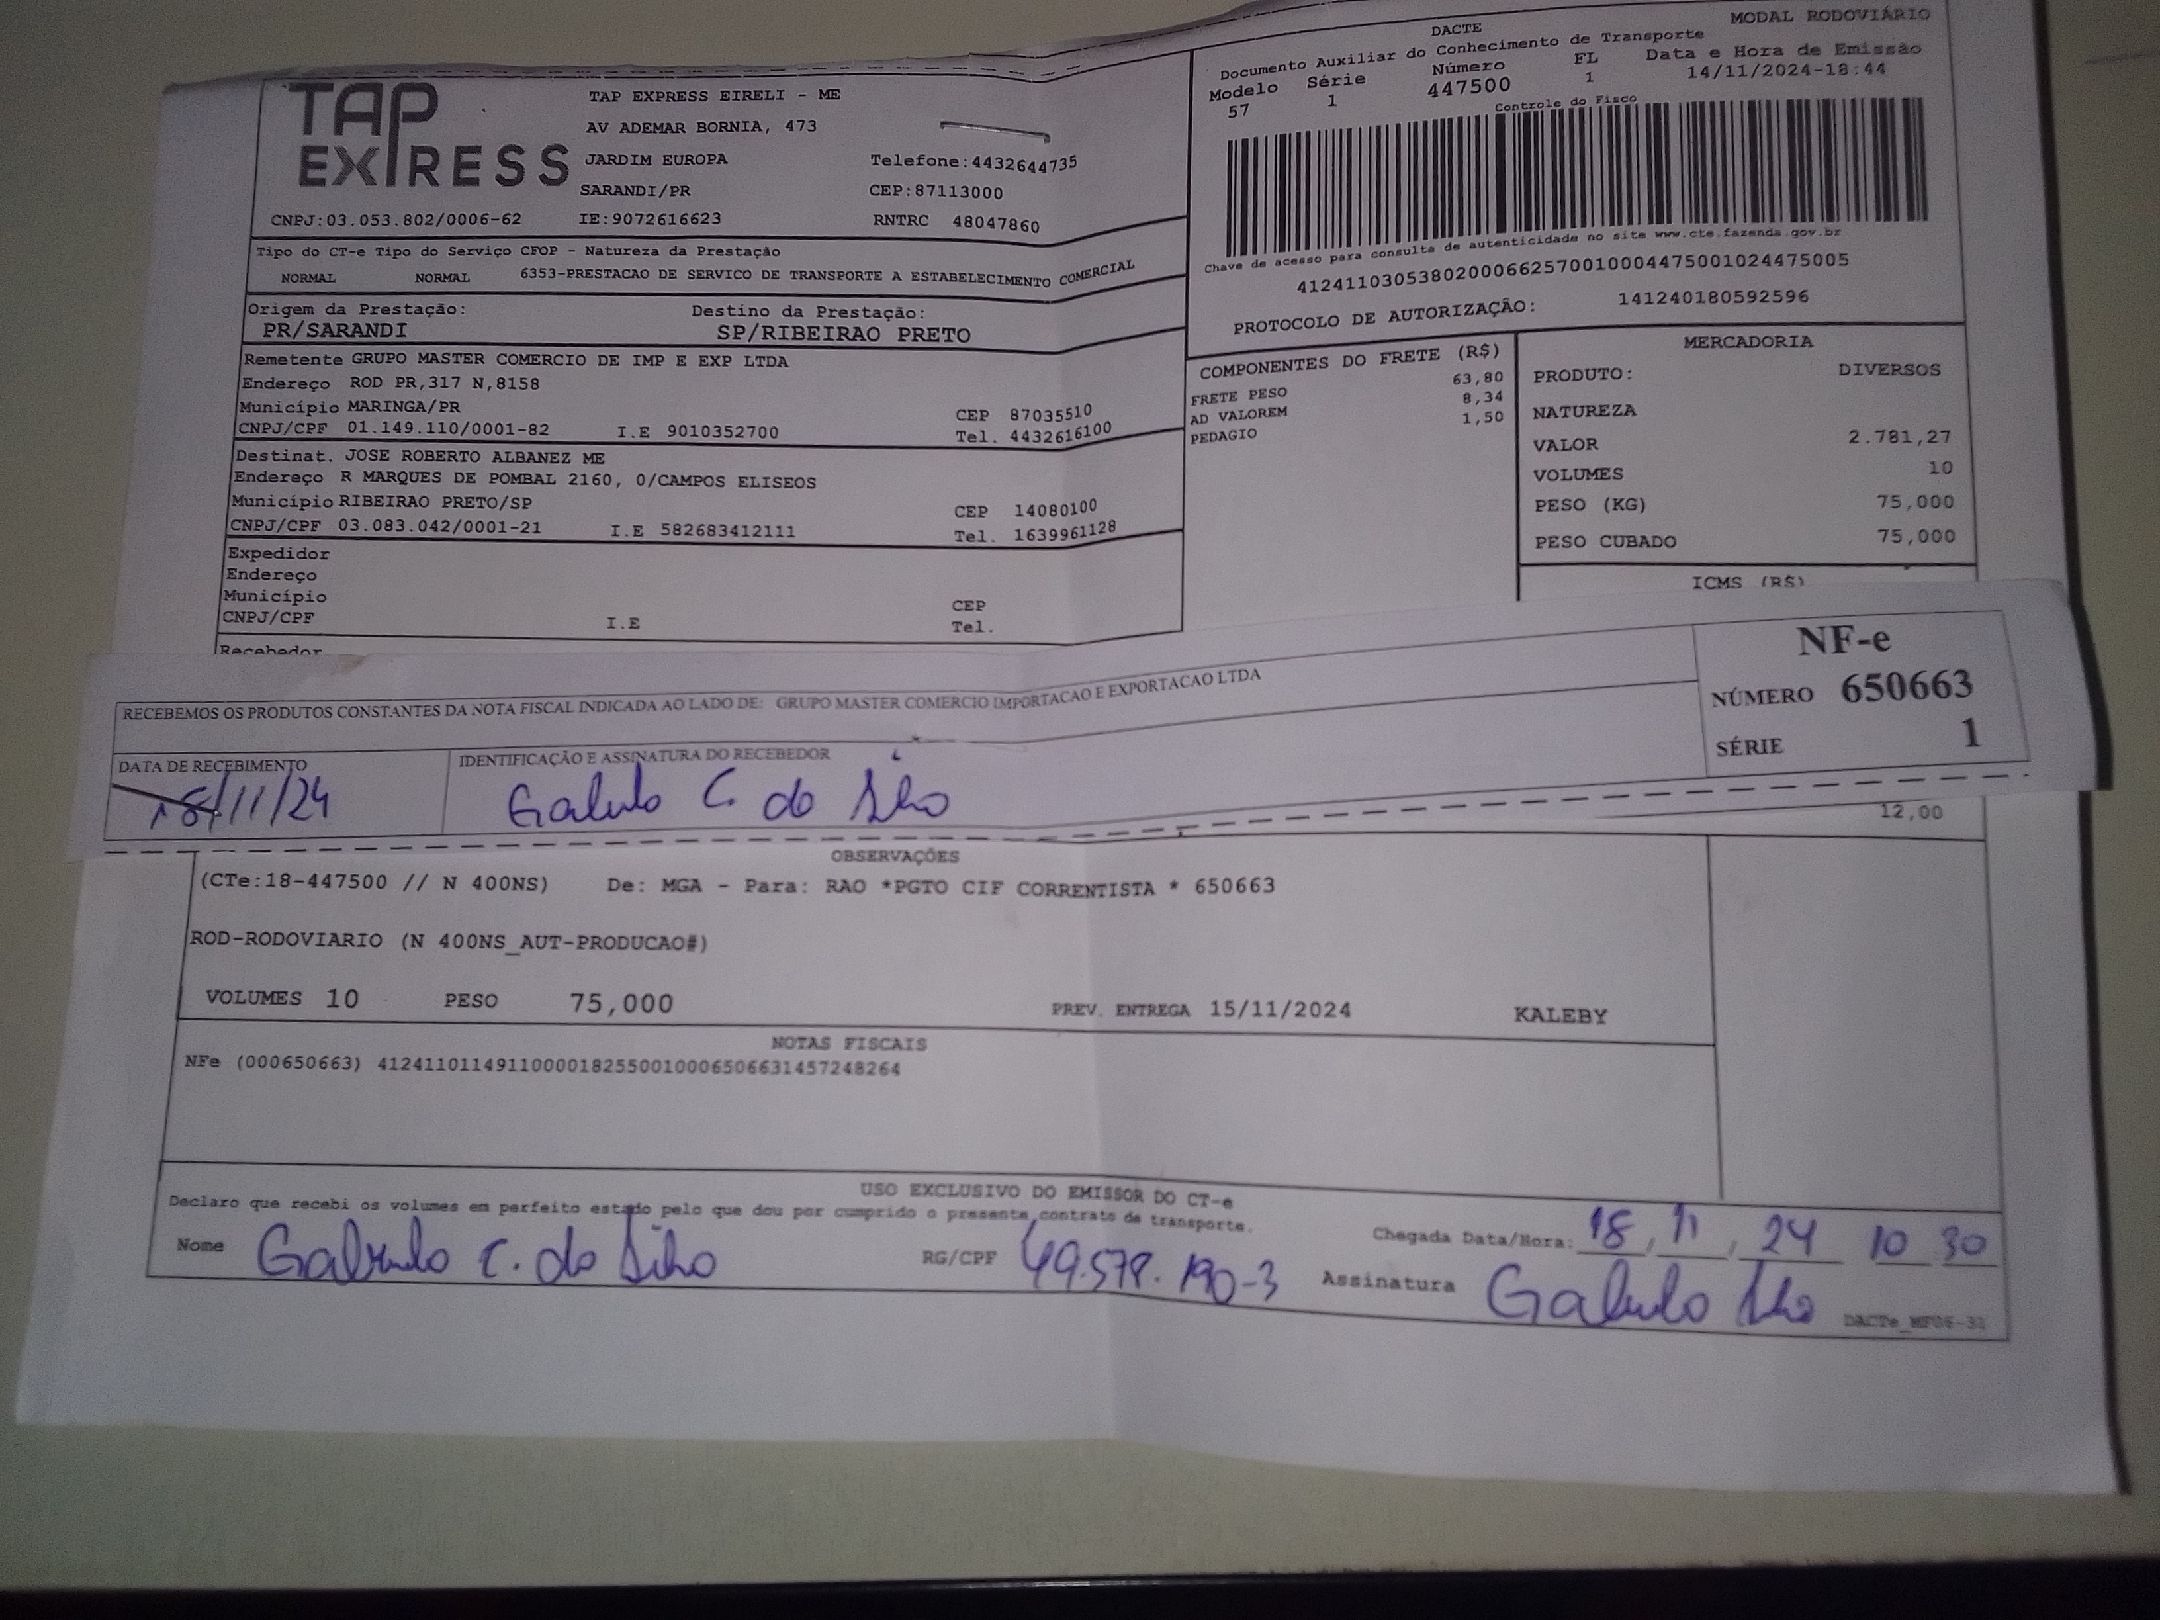 TAP EXPRESS
TAP EXPRESS EIRELI - ME
AV ADEMAR BORNIA, 473
JARDIM EUROPA Telefone:4432644735
SARANDI/PR CEP:87113000
CNPJ:03.053.802/0006-62 IE:9072616623 RNTRC 48047860
DACTE MODAL RODOVIÁRIO
Documento Auxiliar do Conhecimento de Transporte
Modelo Série Número FL Data e Hora de Emissão
57 1 447500 1 14/11/2024-18:44
Controle do Fisco
Chave de acesso para consulta de autenticidade no site www.cte.fazenda.gov.br
41241103053802000662570010004475001024475005
PROTOCOLO DE AUTORIZAÇÃO: 141240180592596
Tipo do CT-e Tipo do Serviço CFOP - Natureza da Prestação
NORMAL NORMAL 6353-PRESTACAO DE SERVICO DE TRANSPORTE A ESTABELECIMENTO COMERCIAL
Origem da Prestação: Destino da Prestação:
PR/SARANDI SP/RIBEIRAO PRETO
Remetente GRUPO MASTER COMERCIO DE IMP E EXP LTDA
Endereço ROD PR,317 N,8158
Município MARINGA/PR CEP 87035510
CNPJ/CPF 01.149.110/0001-82 I.E 9010352700 Tel. 4432616100
Destinat. JOSE ROBERTO ALBANEZ ME
Endereço R MARQUES DE POMBAL 2160, 0/CAMPOS ELISEOS
Município RIBEIRAO PRETO/SP CEP 14080100
CNPJ/CPF 03.083.042/0001-21 I.E 582683412111 Tel. 1639961128
Expedidor
Endereço
Município CEP
CNPJ/CPF I.E Tel.
Recebedor
COMPONENTES DO FRETE (R$)
FRETE PESO 63,80
AD VALOREM 8,34
PEDAGIO 1,50
MERCADORIA
PRODUTO: DIVERSOS
NATUREZA
VALOR 2.781,27
VOLUMES 10
PESO (KG) 75,000
PESO CUBADO 75,000
ICMS (R$)
RECEBEMOS OS PRODUTOS CONSTANTES DA NOTA FISCAL INDICADA AO LADO DE: GRUPO MASTER COMERCIO IMPORTACAO E EXPORTACAO LTDA
NF-e
NÚMERO 650663
SÉRIE 1
DATA DE RECEBIMENTO IDENTIFICAÇÃO E ASSINATURA DO RECEBEDOR
18/11/24
12,00
OBSERVAÇÕES
(CTe:18-447500 // N 400NS) De: MGA - Para: RAO *PGTO CIF CORRENTISTA * 650663
ROD-RODOVIARIO (N 400NS_AUT-PRODUCAO#)
VOLUMES 10 PESO 75,000 PREV. ENTREGA 15/11/2024 KALEBY
NOTAS FISCAIS
NFe (000650663) 41241101149110000182550010006506631457248264
USO EXCLUSIVO DO EMISSOR DO CT-e
Declaro que recebi os volumes em perfeito estado pelo que dou por cumprido o presente contrato de transporte.
Chegada Data/Hora: 18, 11, 24 10 30
Nome RG/CPF 49.578.190-3 Assinatura